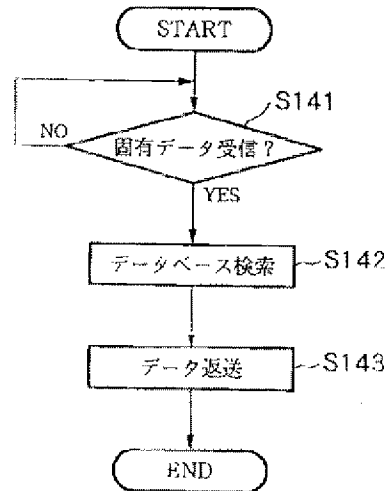 START
S141
NO
固有データ受信?
YES
データベース検索
S142
データ返送
S143
END